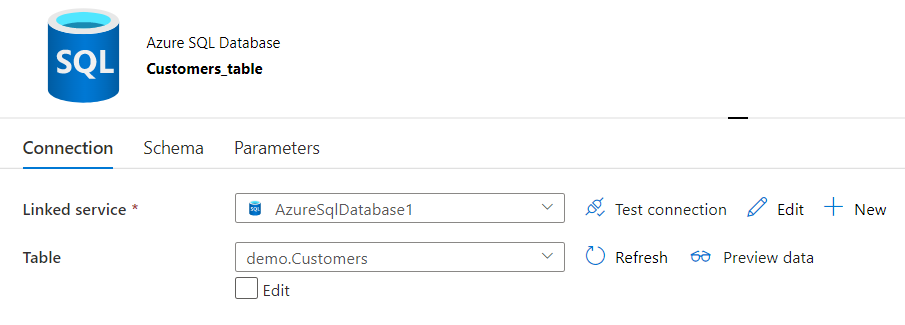 SQL
Azure SQL Database
Customers_table
Connection Schema Parameters
Linked service * SQL AzureSqlDatabase1 Test connection Edit New
Table demo.Customers Refresh Preview data
Edit